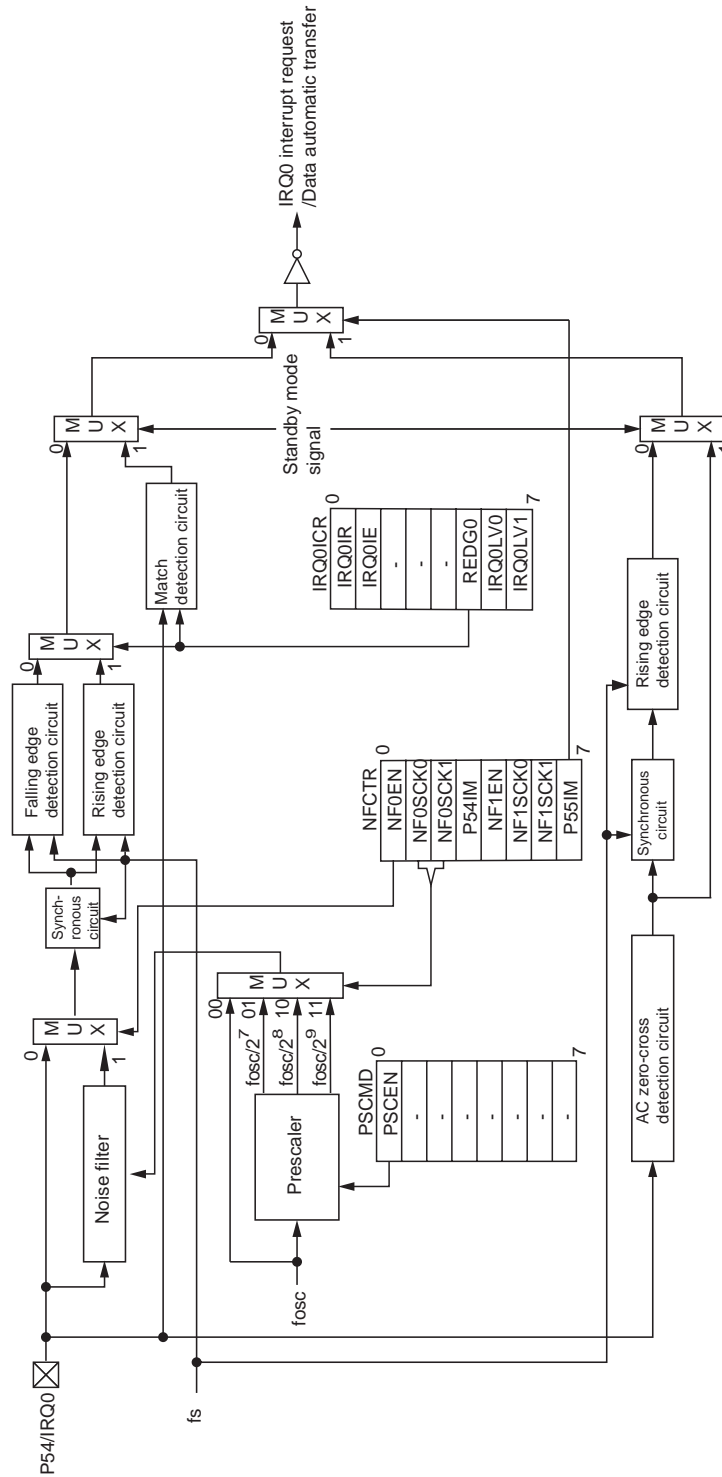 P54/IRQ0
0
1
M
U
X
Noise filter
Synch-
ronous
circuit
Falling edge
detection circuit
Rising edge
detection circuit
0
1
M
U
X
Match
detection circuit
0
1
M
U
X
Standby mode
signal
0
1
M
U
X
IRQ0 interrupt request
/Data automatic transfer
fs
fosc
Prescaler
fosc/2^7
fosc/2^8
fosc/2^9
00
01
10
11
M
U
X
PSCMD
PSCEN
0
-
-
-
-
-
-
-
7
NFCTR
NF0EN
0
NF0SCK0
NF0SCK1
P54IM
NF1EN
NF1SCK0
NF1SCK1
P55IM
7
IRQ0ICR
IRQ0IR
0
IRQ0IE
-
-
-
REDG0
IRQ0LV0
IRQ0LV1
7
AC zero-cross
detection circuit
Synchronous
circuit
Rising edge
detection circuit
0
1
M
U
X